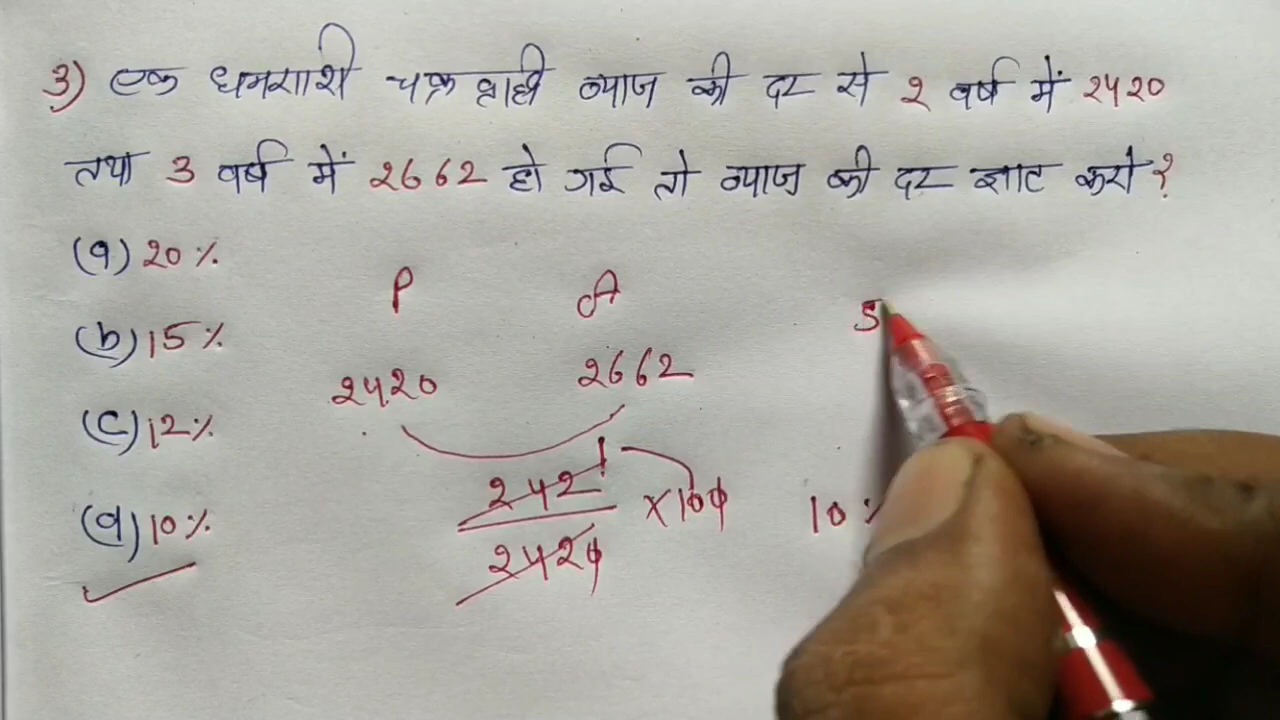 3) एक धनराशी चक्र व्राद्दी ब्याज की दर से 2 वर्ष में 2420
तथा 3 वर्ष में 2662 हो गई तो ब्याज की दर ज्ञात करो ?
(a) 20%
P A
(b) 15%
2420 2662
(c) 12%
242 1
2420 ×100
10%
(d) 10%